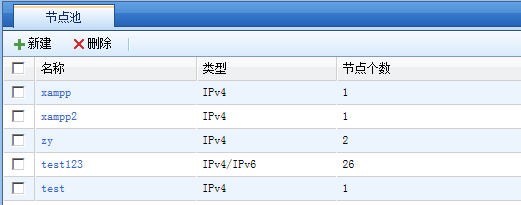 节点池
新建 删除
名称 类型 节点个数
xampp IPv4 1
xampp2 IPv4 1
zy IPv4 2
test123 IPv4/IPv6 26
test IPv4 1